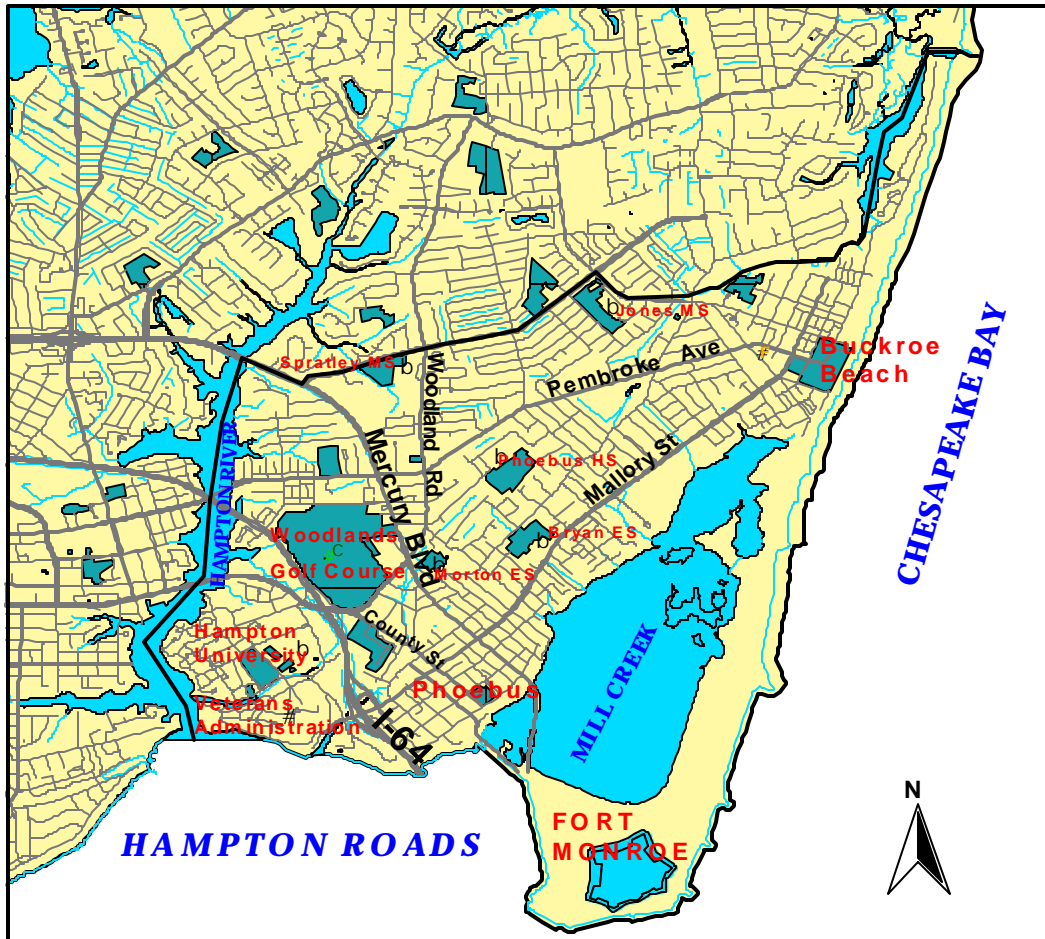 Jones MS
Buckroe
Beach
Spratley MS
Pembroke Ave
Woodland Rd
CHESAPEAKE BAY
HAMPTON RIVER
Mercury Blvd
Phoebus HS
Mallory St
Woodlands
Golf Course
Bryan ES
Morton ES
County St
Hampton
University
Phoebus
MILL CREEK
Veterans
Administration
I-64
HAMPTON ROADS
FORT
MONROE
N
b
b
b
b
b
b
c
#
#